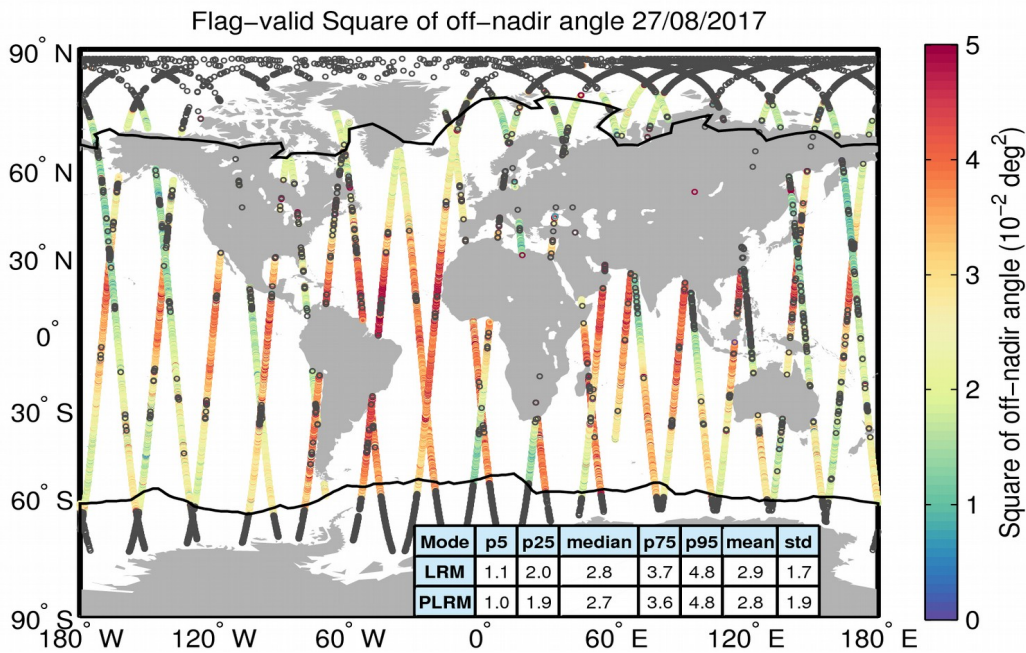 Flag−valid Square of off−nadir angle 27/08/2017
90° N
60° N
30° N
0°
30° S
60° S
90° S
180° W
120° W
60° W
0°
60° E
120° E
180° E
Mode p5 p25 median p75 p95 mean std
LRM 1.1 2.0 2.8 3.7 4.8 2.9 1.7
PLRM 1.0 1.9 2.7 3.6 4.8 2.8 1.9
5
4
3
2
1
0
Square of off−nadir angle (10⁻² deg²)